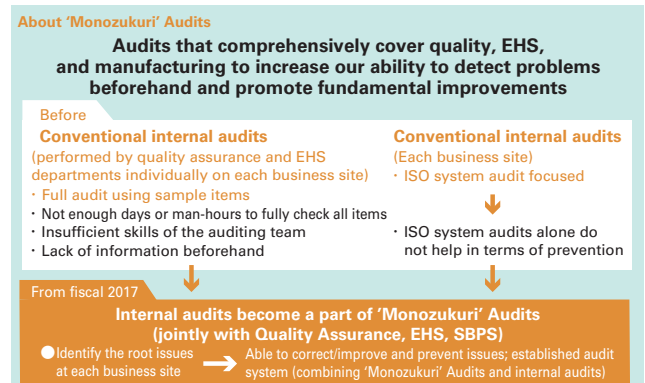 About ‘Monozukuri’ Audits
Audits that comprehensively cover quality, EHS,
and manufacturing to increase our ability to detect problems
beforehand and promote fundamental improvements
Before
Conventional internal audits
(performed by quality assurance and EHS
departments individually on each business site)
・Full audit using sample items
・Not enough days or man-hours to fully check all items
・Insufficient skills of the auditing team
・Lack of information beforehand
Conventional internal audits
(Each business site)
・ISO system audit focused
・ISO system audits alone do
not help in terms of prevention
From fiscal 2017
Internal audits become a part of ‘Monozukuri’ Audits
(jointly with Quality Assurance, EHS, SBPS)
●Identify the root issues
at each business site
Able to correct/improve and prevent issues; established audit
system (combining ‘Monozukuri’ Audits and internal audits)